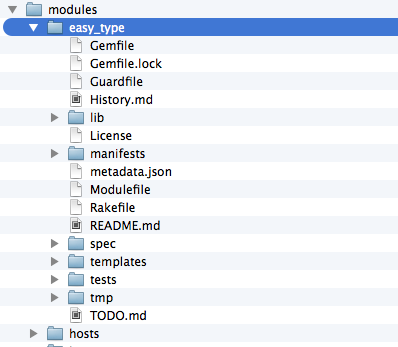 modules
easy_type
Gemfile
Gemfile.lock
Guardfile
History.md
lib
License
manifests
metadata.json
Modulefile
Rakefile
README.md
spec
templates
tests
tmp
TODO.md
hosts